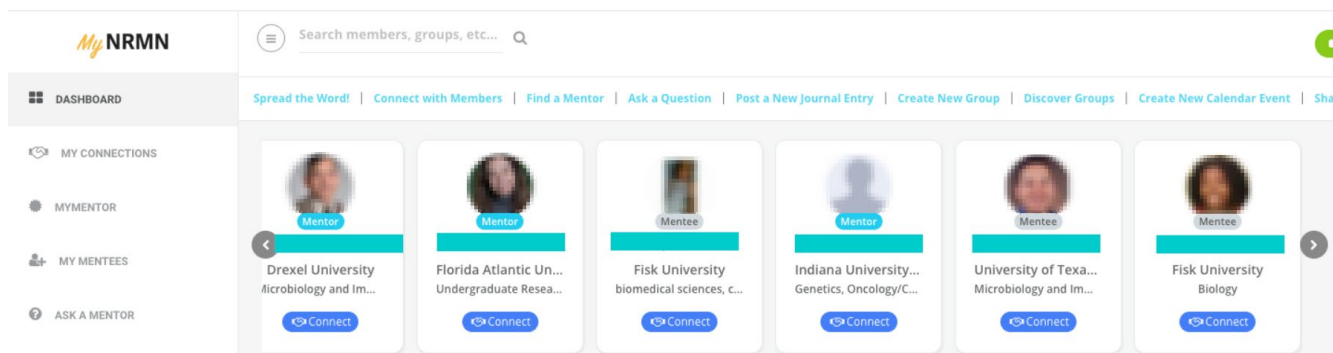 My NRMN
Search members, groups, etc...
DASHBOARD
Spread the Word! | Connect with Members | Find a Mentor | Ask a Question | Post a New Journal Entry | Create New Group | Discover Groups | Create New Calendar Event | Sha
MY CONNECTIONS
MYMENTOR
MY MENTEES
ASK A MENTOR
Mentor
Drexel University
Microbiology and Im...
Connect
Mentor
Florida Atlantic Un...
Undergraduate Resea...
Connect
Mentee
Fisk University
biomedical sciences, c...
Connect
Mentor
Indiana University...
Genetics, Oncology/C...
Connect
Mentee
University of Texa...
Microbiology and Im...
Connect
Mentee
Fisk University
Biology
Connect